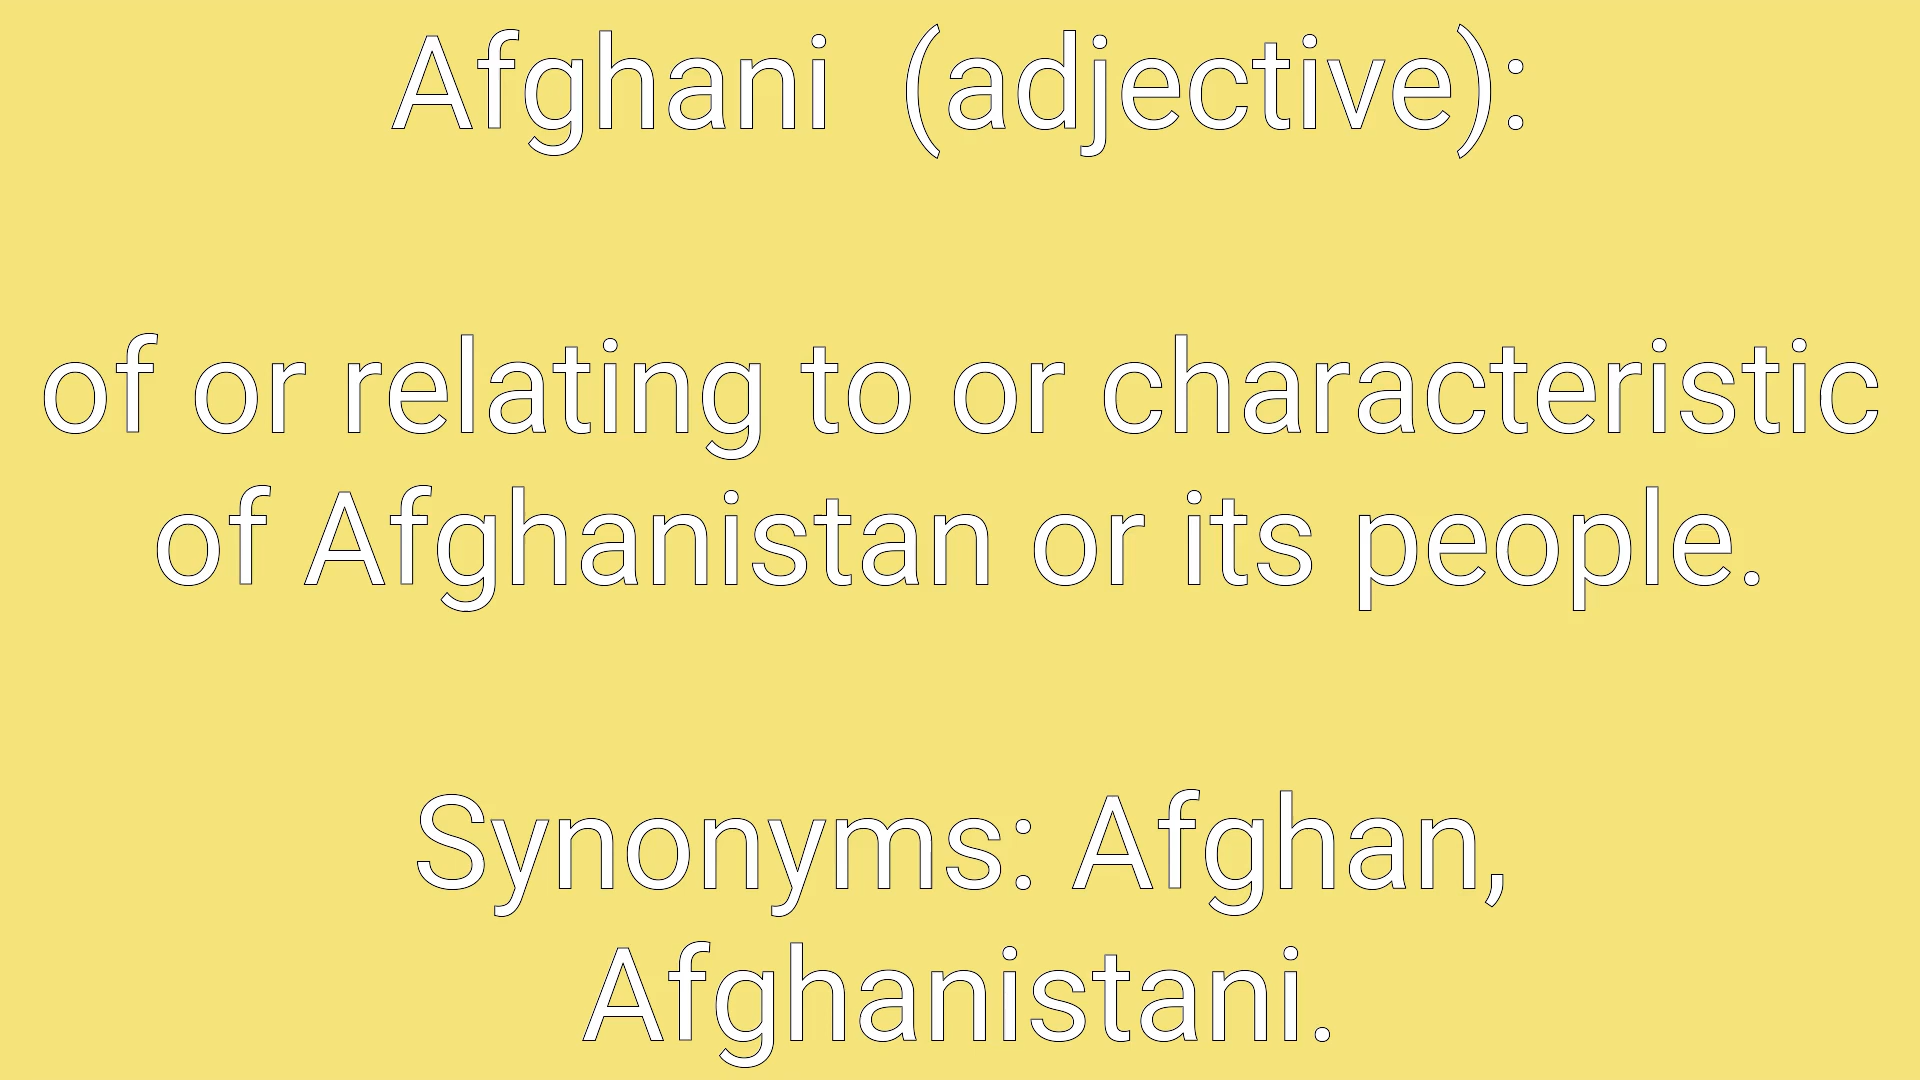 Afghani  (adjective):
of or relating to or characteristic
of Afghanistan or its people.
Synonyms: Afghan,
Afghanistani.